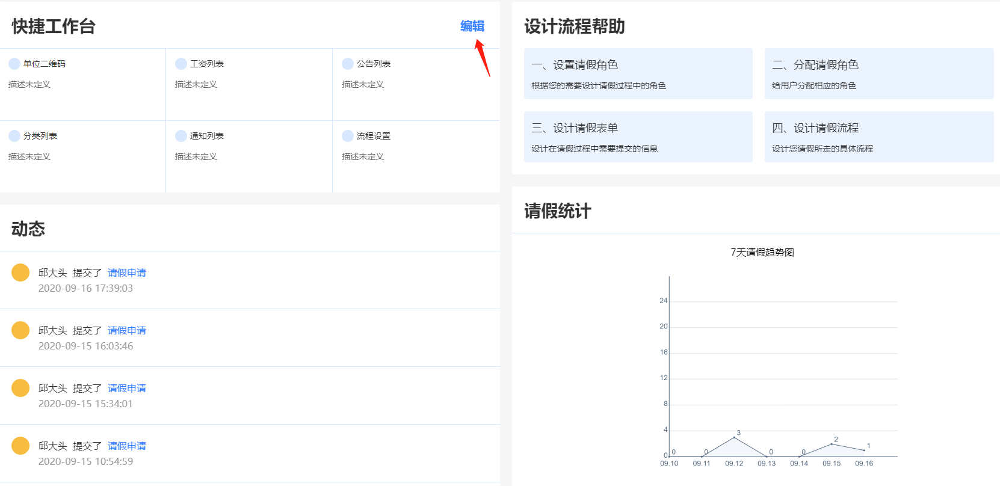 快捷工作台
编辑
单位二维码
描述未定义
工资列表
描述未定义
公告列表
描述未定义
分类列表
描述未定义
通知列表
描述未定义
流程设置
描述未定义
动态
邱大头 提交了 请假申请
2020-09-16 17:39:03
邱大头 提交了 请假申请
2020-09-15 16:03:46
邱大头 提交了 请假申请
2020-09-15 15:34:01
邱大头 提交了 请假申请
2020-09-15 10:54:59
设计流程帮助
一、设置请假角色
根据您的需要设计请假过程中的角色
二、分配请假角色
给用户分配相应的角色
三、设计请假表单
设计在请假过程中需要提交的信息
四、设计请假流程
设计您请假所走的具体流程
请假统计
7天请假趋势图
24
20
16
12
8
4
0
0 0 3 0 0 2 1
09.10 09.11 09.12 09.13 09.14 09.15 09.16